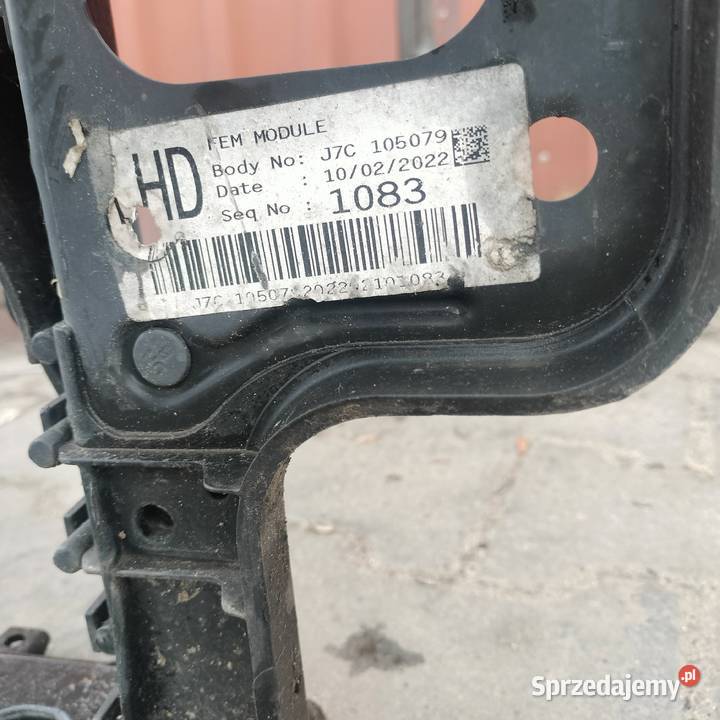 FEM MODULE
HD
Body No: J7C 105079
Date : 10/02/2022
Seq No : 1083
Sprzedajemy.pl